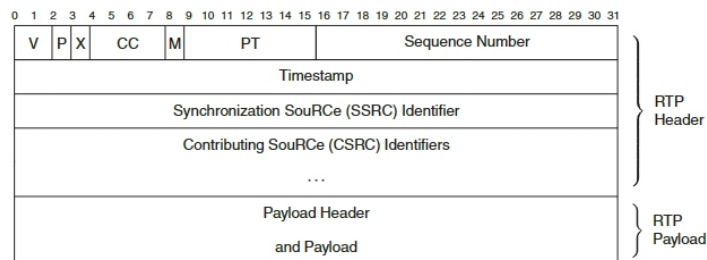 0 1 2 3 4 5 6 7 8 9 10 11 12 13 14 15 16 17 18 19 20 21 22 23 24 25 26 27 28 29 30 31
V P X CC M PT Sequence Number
Timestamp
Synchronization SouRCe (SSRC) Identifier
Contributing SouRCe (CSRC) Identifiers
...
RTP
Header
Payload Header
and Payload
RTP
Payload